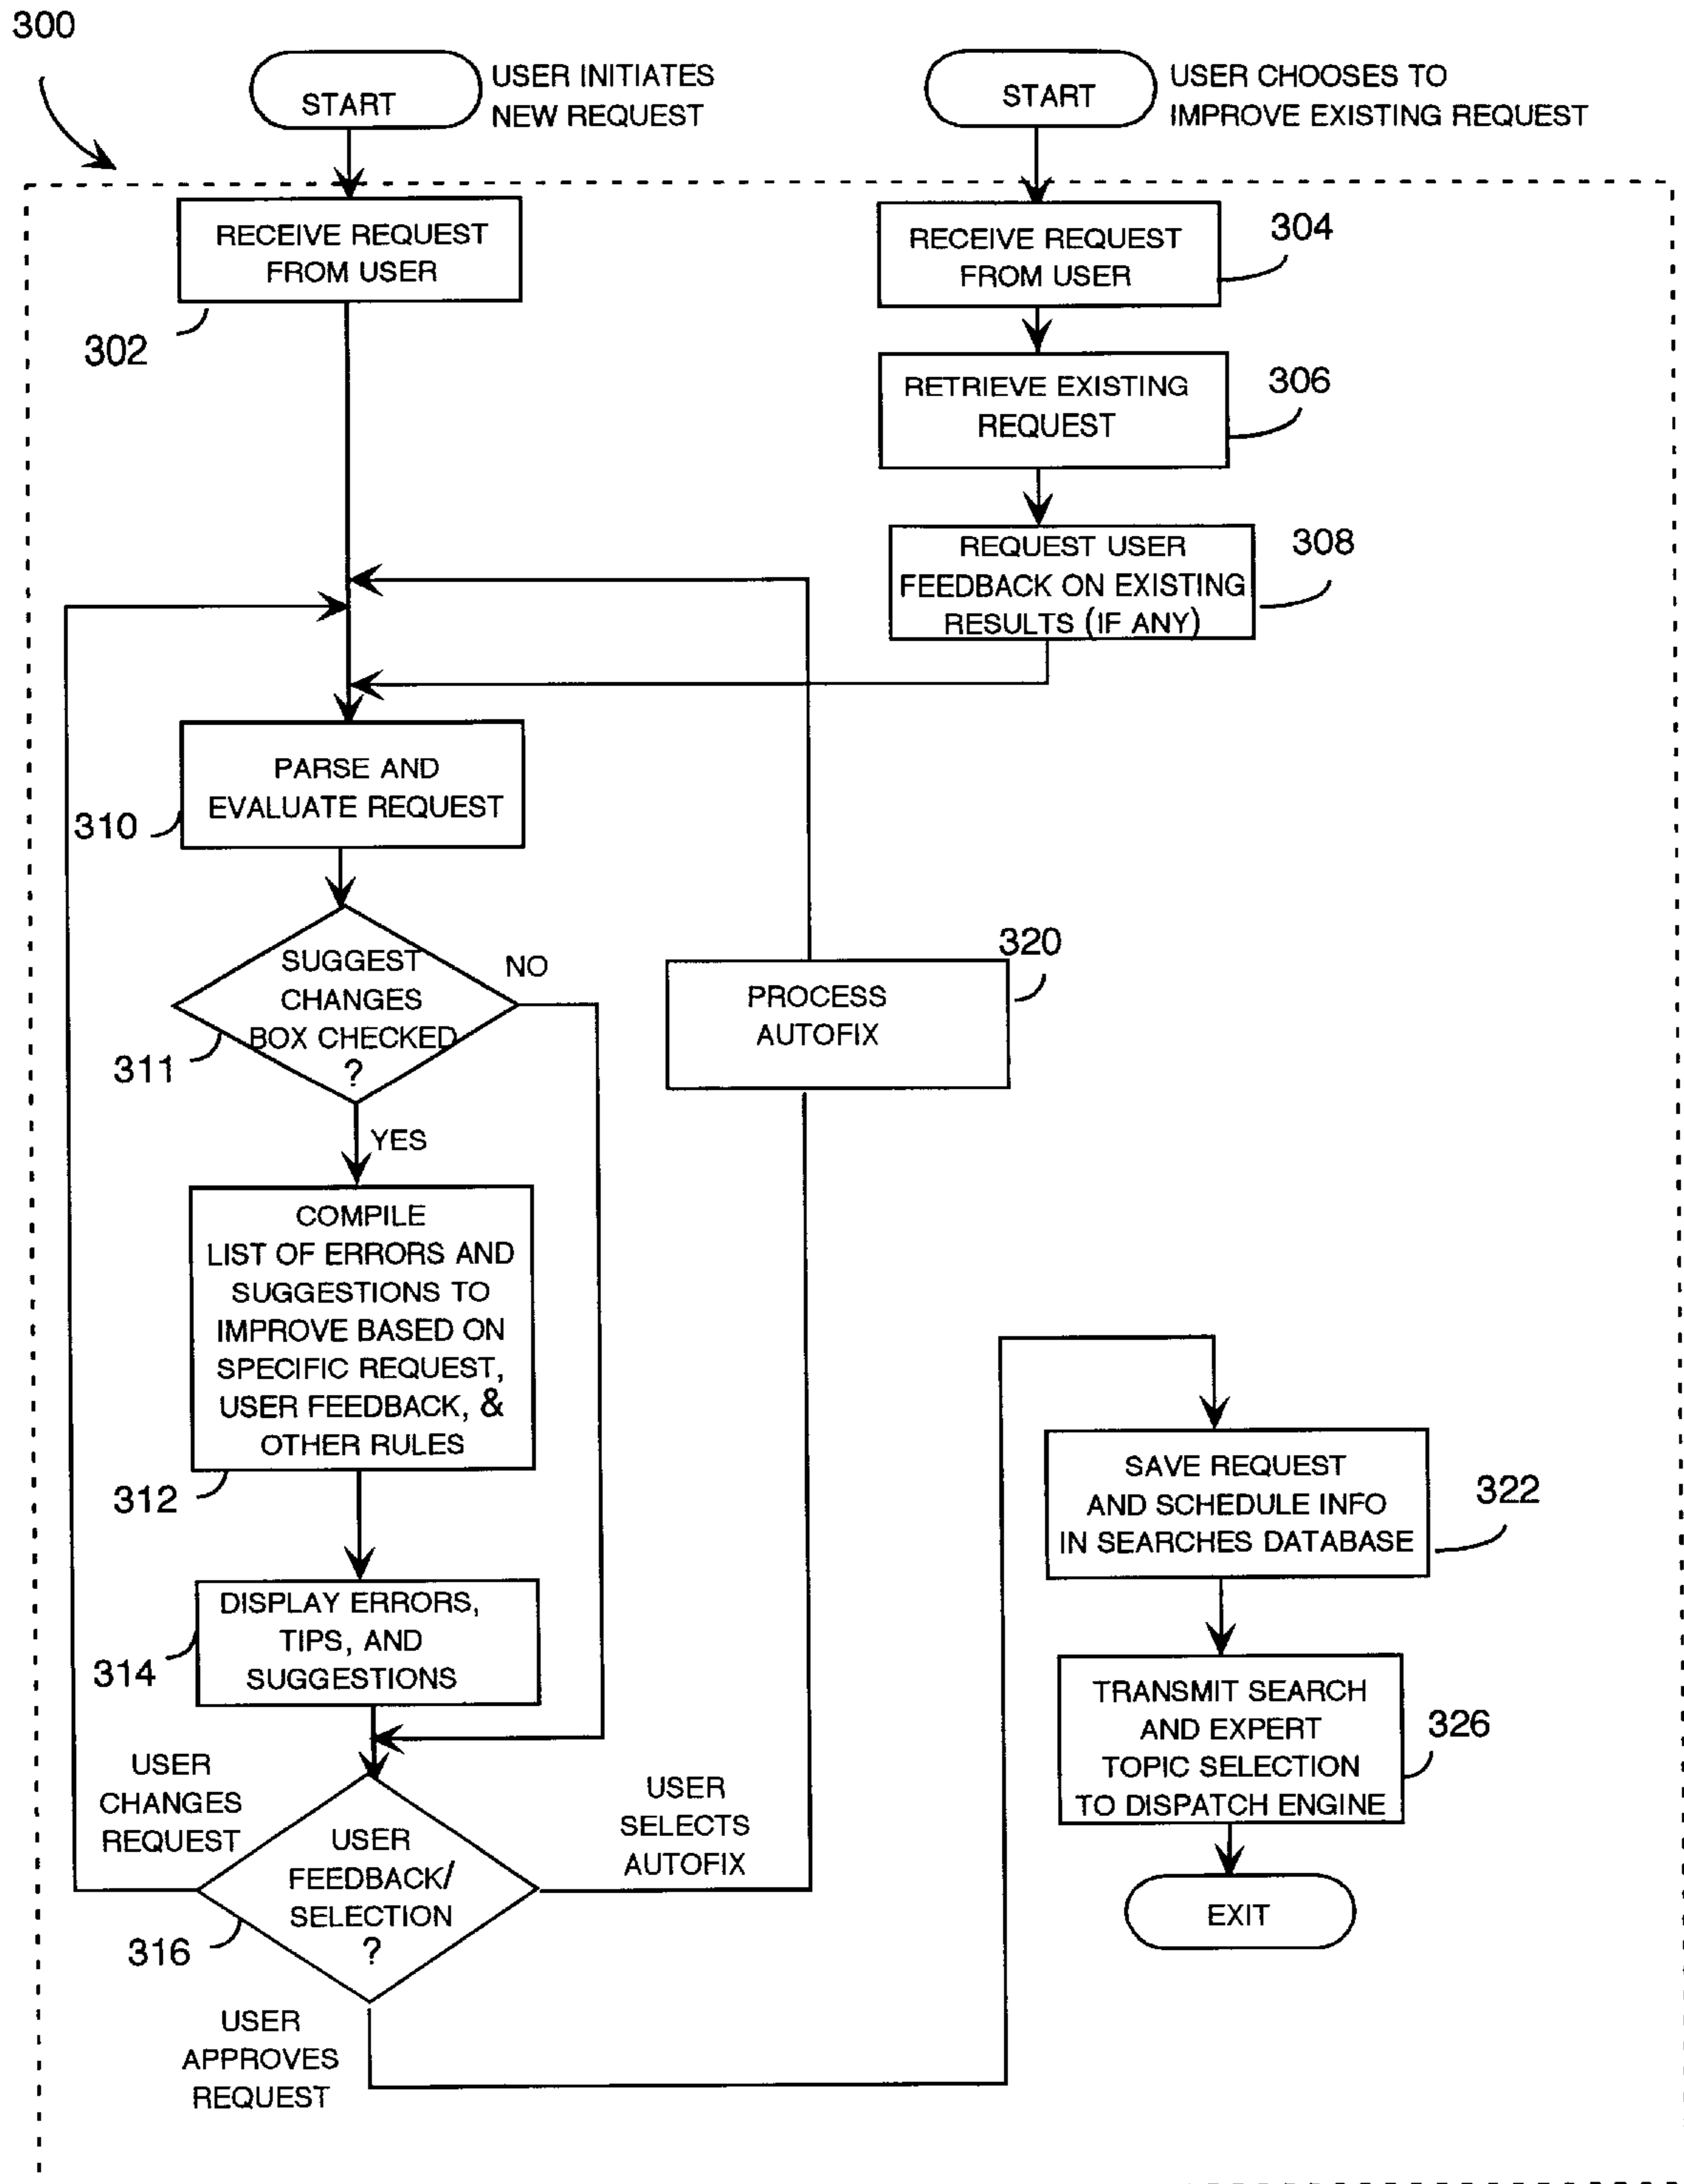 300
START
USER INITIATES
NEW REQUEST
START
USER CHOOSES TO
IMPROVE EXISTING REQUEST
RECEIVE REQUEST
FROM USER
302
RECEIVE REQUEST
FROM USER
304
RETRIEVE EXISTING
REQUEST
306
REQUEST USER
FEEDBACK ON EXISTING
RESULTS (IF ANY)
308
PARSE AND
EVALUATE REQUEST
310
SUGGEST
CHANGES
BOX CHECKED
?
311
NO
YES
PROCESS
AUTOFIX
320
COMPILE
LIST OF ERRORS AND
SUGGESTIONS TO
IMPROVE BASED ON
SPECIFIC REQUEST,
USER FEEDBACK, &
OTHER RULES
312
DISPLAY ERRORS,
TIPS, AND
SUGGESTIONS
314
USER
CHANGES
REQUEST
USER
FEEDBACK/
SELECTION
?
316
USER
SELECTS
AUTOFIX
USER
APPROVES
REQUEST
SAVE REQUEST
AND SCHEDULE INFO
IN SEARCHES DATABASE
322
TRANSMIT SEARCH
AND EXPERT
TOPIC SELECTION
TO DISPATCH ENGINE
326
EXIT